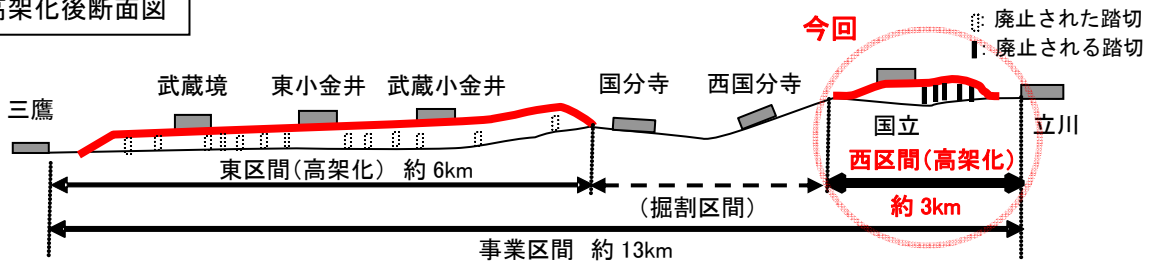 高架化後断面図
今回
：廃止された踏切
：廃止される踏切
三鷹
武蔵境
東小金井
武蔵小金井
国分寺
西国分寺
国立
立川
東区間(高架化) 約 6km
(掘割区間)
西区間(高架化)
約 3km
事業区間 約 13km